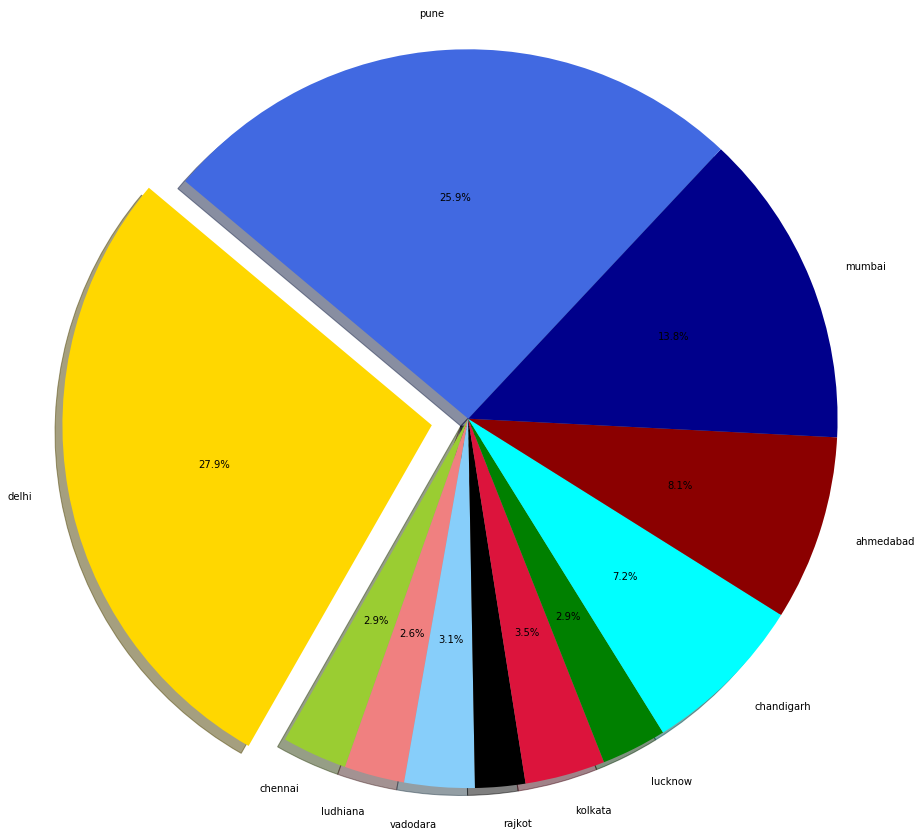 pune
25.9%
mumbai
13.8%
delhi
27.9%
8.1%
ahmedabad
7.2%
chandigarh
2.9%
lucknow
3.5%
kolkata
rajkot
3.1%
vadodara
2.6%
ludhiana
2.9%
chennai